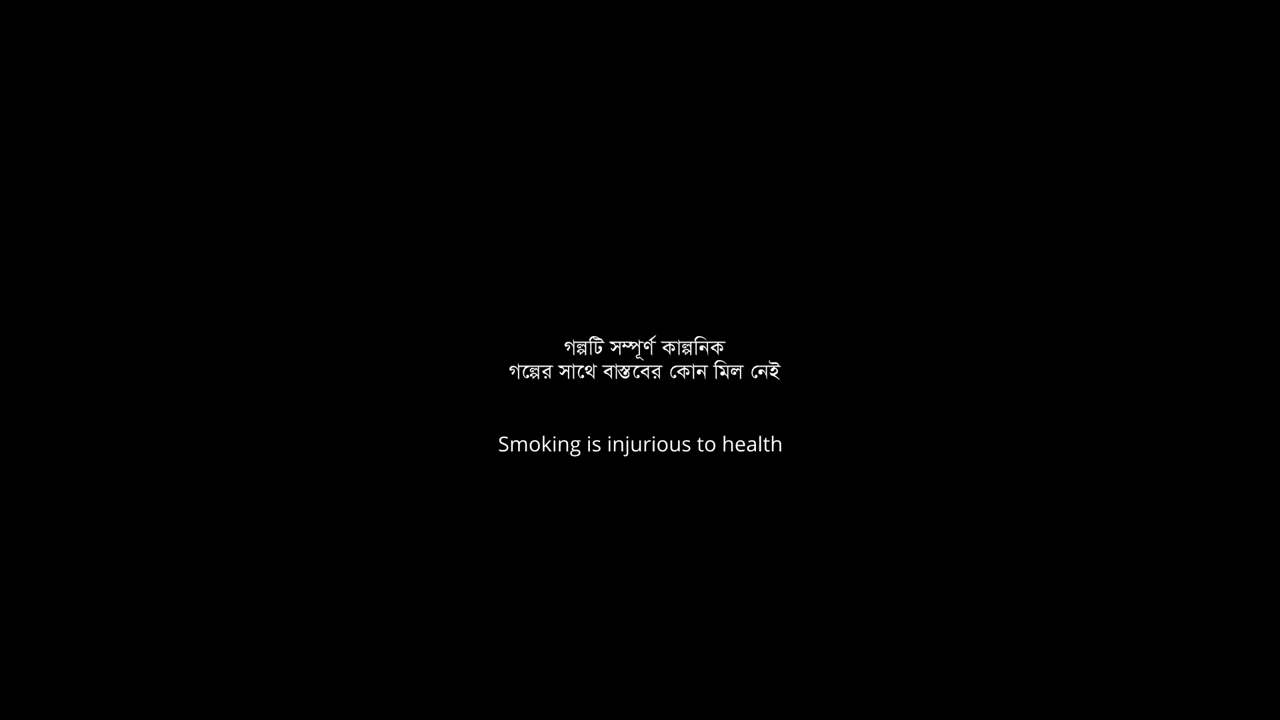 গল্পটি সম্পূর্ণ কাল্পনিক
গল্পের সাথে বাস্তবের কোন মিল নেই
Smoking is injurious to health